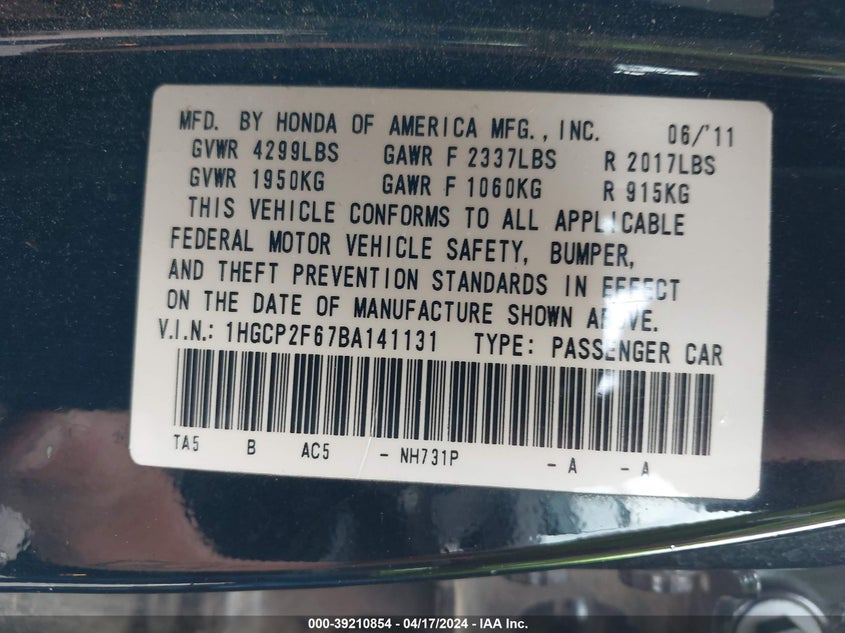 MFD. BY HONDA OF AMERICA MFG., INC. 06/'11
GVWR 4299LBS GAWR F 2337LBS R 2017LBS
GVWR 1950KG GAWR F 1060KG R 915KG
THIS VEHICLE CONFORMS TO ALL APPLICABLE
FEDERAL MOTOR VEHICLE SAFETY, BUMPER,
AND THEFT PREVENTION STANDARDS IN EFFECT
ON THE DATE OF MANUFACTURE SHOWN ABOVE.
V.I.N.: 1HGCP2F67BA141131 TYPE: PASSENGER CAR
TA5 B AC5 - NH731P - A - A
000-39210854 - 04/17/2024 - IAA Inc.